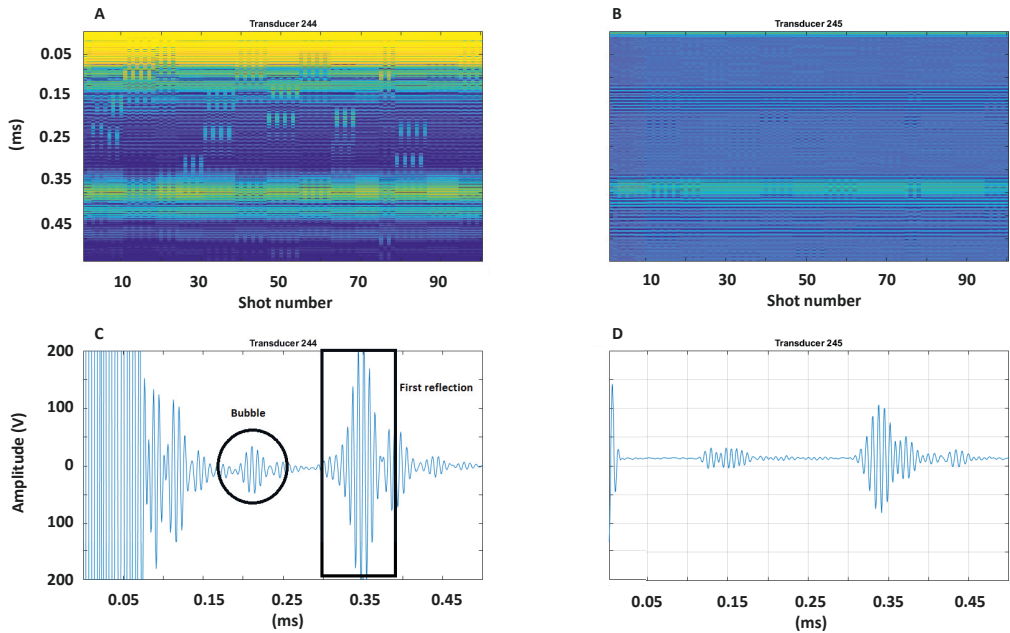 A
Transducer 244
0.05
0.15
0.25
0.35
0.45
(ms)
10 30 50 70 90
Shot number
B
Transducer 245
10 30 50 70 90
Shot number
C
Transducer 244
200
100
0
100
200
Amplitude (V)
Bubble
First reflection
0.05 0.15 0.25 0.35 0.45
(ms)
D
Transducer 245
0.05 0.15 0.25 0.35 0.45
(ms)